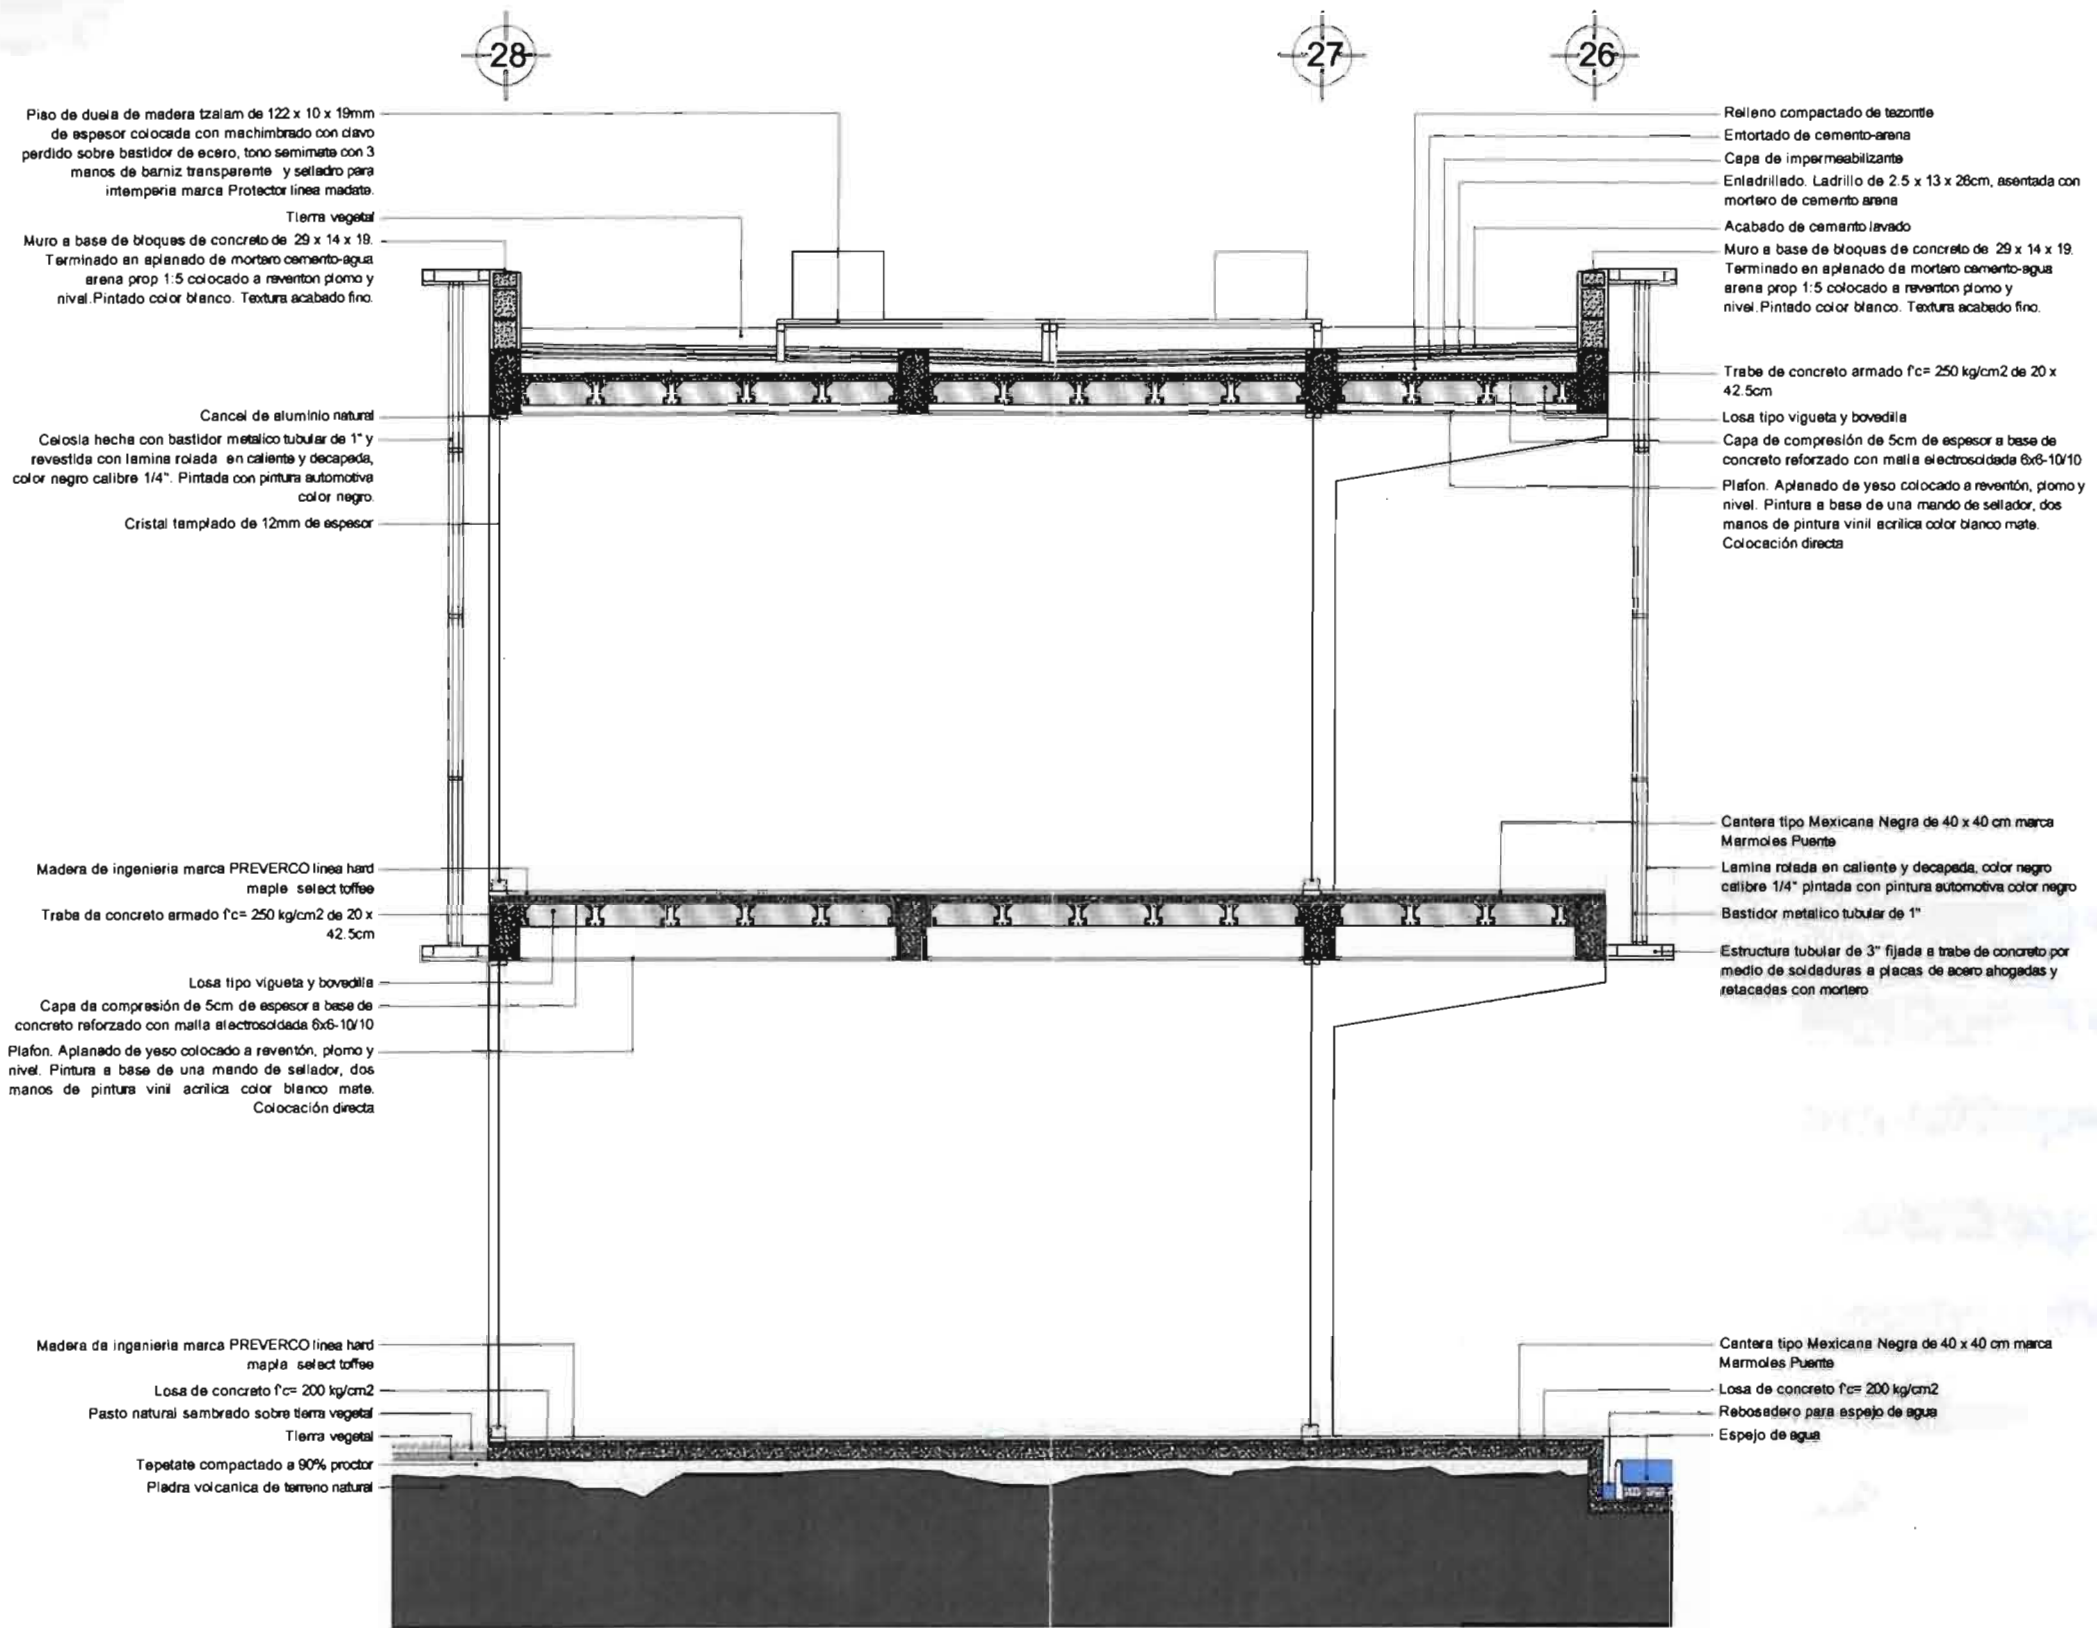 28
27
26
Piso de duela de madera tzalam de 122 x 10 x 19mm
de espesor colocada con machimbrado con clavo
perdido sobre bastidor de ecero, tono semimate con 3
manos de barniz transparente y selladro para
intemperie marca Protector linea madate.
Tierra vegetal
Muro a base de bloques de concreto de 29 x 14 x 19.
Terminado en aplanado de mortero cemento-agua
arena prop 1:5 colocado a reventon plomo y
nivel.Pintado color blanco. Textura acabado fino.
Cancel de aluminio natural
Celosia hecha con bastidor metalico tubular de 1" y
revestida con lamina rolada en caliente y decapada,
color negro calibre 1/4". Pintada con pintura automotiva
color negro.
Cristal templado de 12mm de espesor
Madera de ingenieria marca PREVERCO linea hard
maple select toffee
Trabe de concreto armado f'c= 250 kg/cm2 de 20 x
42.5cm
Losa tipo vigueta y bovedilla
Capa de compresión de 5cm de espesor a base de
concreto reforzado con malla electrosoldada 6x6-10/10
Plafon. Aplanado de yeso colocado a reventón, plomo y
nivel. Pintura a base de una mando de sellador, dos
manos de pintura vinil acrilica color blanco mate.
Colocación directa
Madera de ingenieria marca PREVERCO linea hard
maple select toffee
Losa de concreto f'c= 200 kg/cm2
Pasto natural sembrado sobre tierra vegetal
Tierra vegetal
Tepetate compactado a 90% proctor
Piedra volcanica de terreno natural
Relleno compactado de tezontle
Entortado de cemento-arena
Capa de impermeabilizante
Enladrillado. Ladrillo de 2.5 x 13 x 26cm, asentada con
mortero de cemento arena
Acabado de cemento lavado
Muro a base de bloques de concreto de 29 x 14 x 19.
Terminado en aplanado de mortero cemento-agua
arena prop 1:5 colocado a reventon plomo y
nivel.Pintado color blanco. Textura acabado fino.
Trabe de concreto armado f'c= 250 kg/cm2 de 20 x
42.5cm
Losa tipo vigueta y bovedilla
Capa de compresión de 5cm de espesor a base de
concreto reforzado con malla electrosoldada 6x6-10/10
Plafon. Aplanado de yeso colocado a reventón, plomo y
nivel. Pintura a base de una mando de sellador, dos
manos de pintura vinil acrilica color blanco mate.
Colocación directa
Cantera tipo Mexicana Negra de 40 x 40 cm marca
Marmoles Puente
Lamina rolada en caliente y decapada, color negro
calibre 1/4" pintada con pintura automotiva color negro
Bastidor metalico tubular de 1"
Estructura tubular de 3" fijada a trabe de concreto por
medio de soldaduras a placas de acero ahogadas y
retacadas con mortero
Cantera tipo Mexicana Negra de 40 x 40 cm marca
Marmoles Puente
Losa de concreto f'c= 200 kg/cm2
Rebosadero para espejo de agua
Espejo de agua